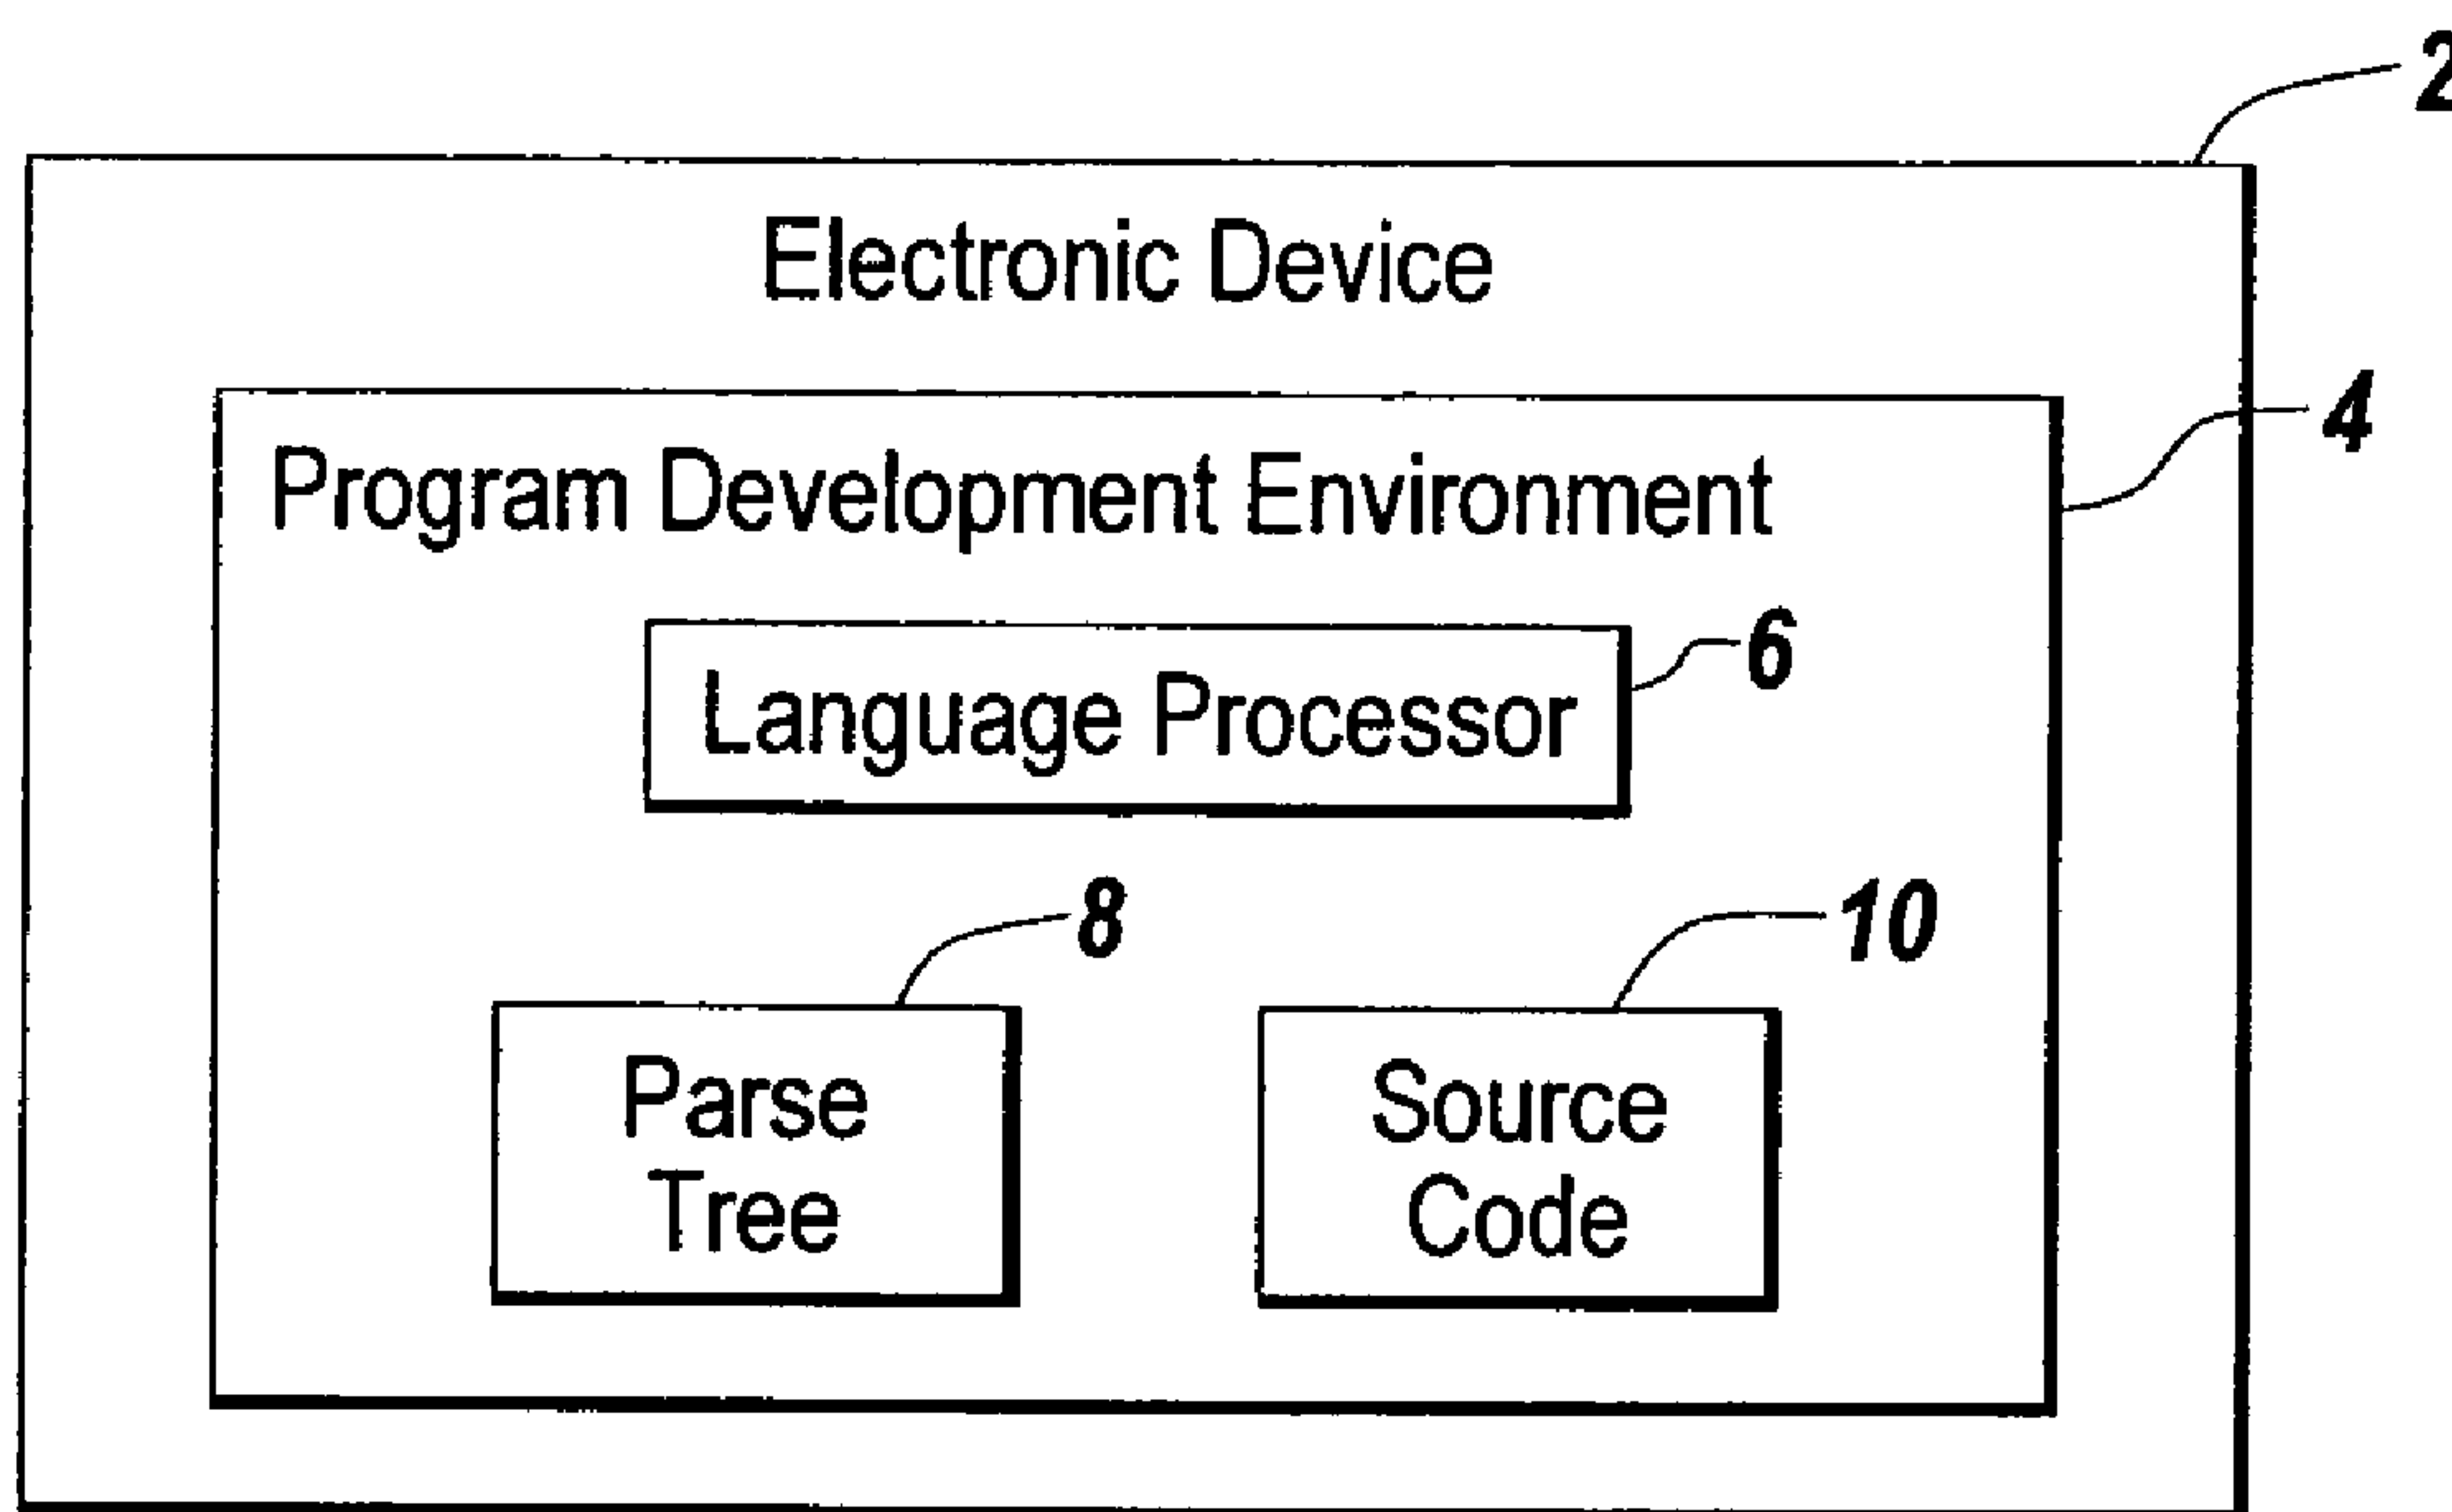 2
Electronic Device
4
Program Development Environment
6
Language Processor
8
10
Parse
Tree
Source
Code